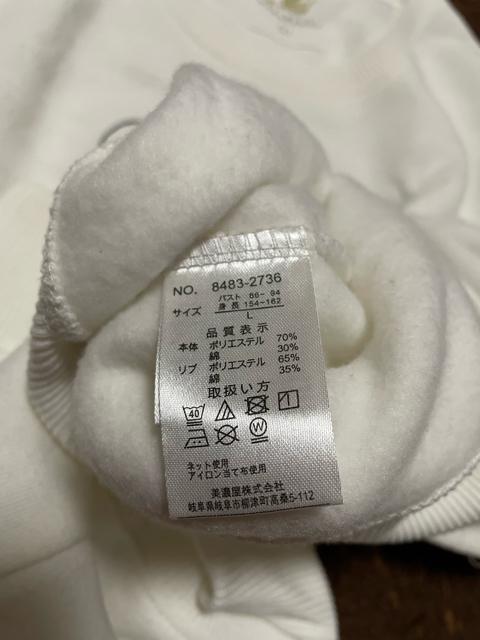 NO. 8483-2736
サイズ バスト 86- 94
身長 154-162
L
品質表示
本体 ポリエステル 70%
綿 30%
リブ ポリエステル 65%
綿 35%
取扱い方
40
W
ネット使用
アイロン当て布使用
美濃屋株式会社
岐阜県岐阜市柳津町高桑5-112